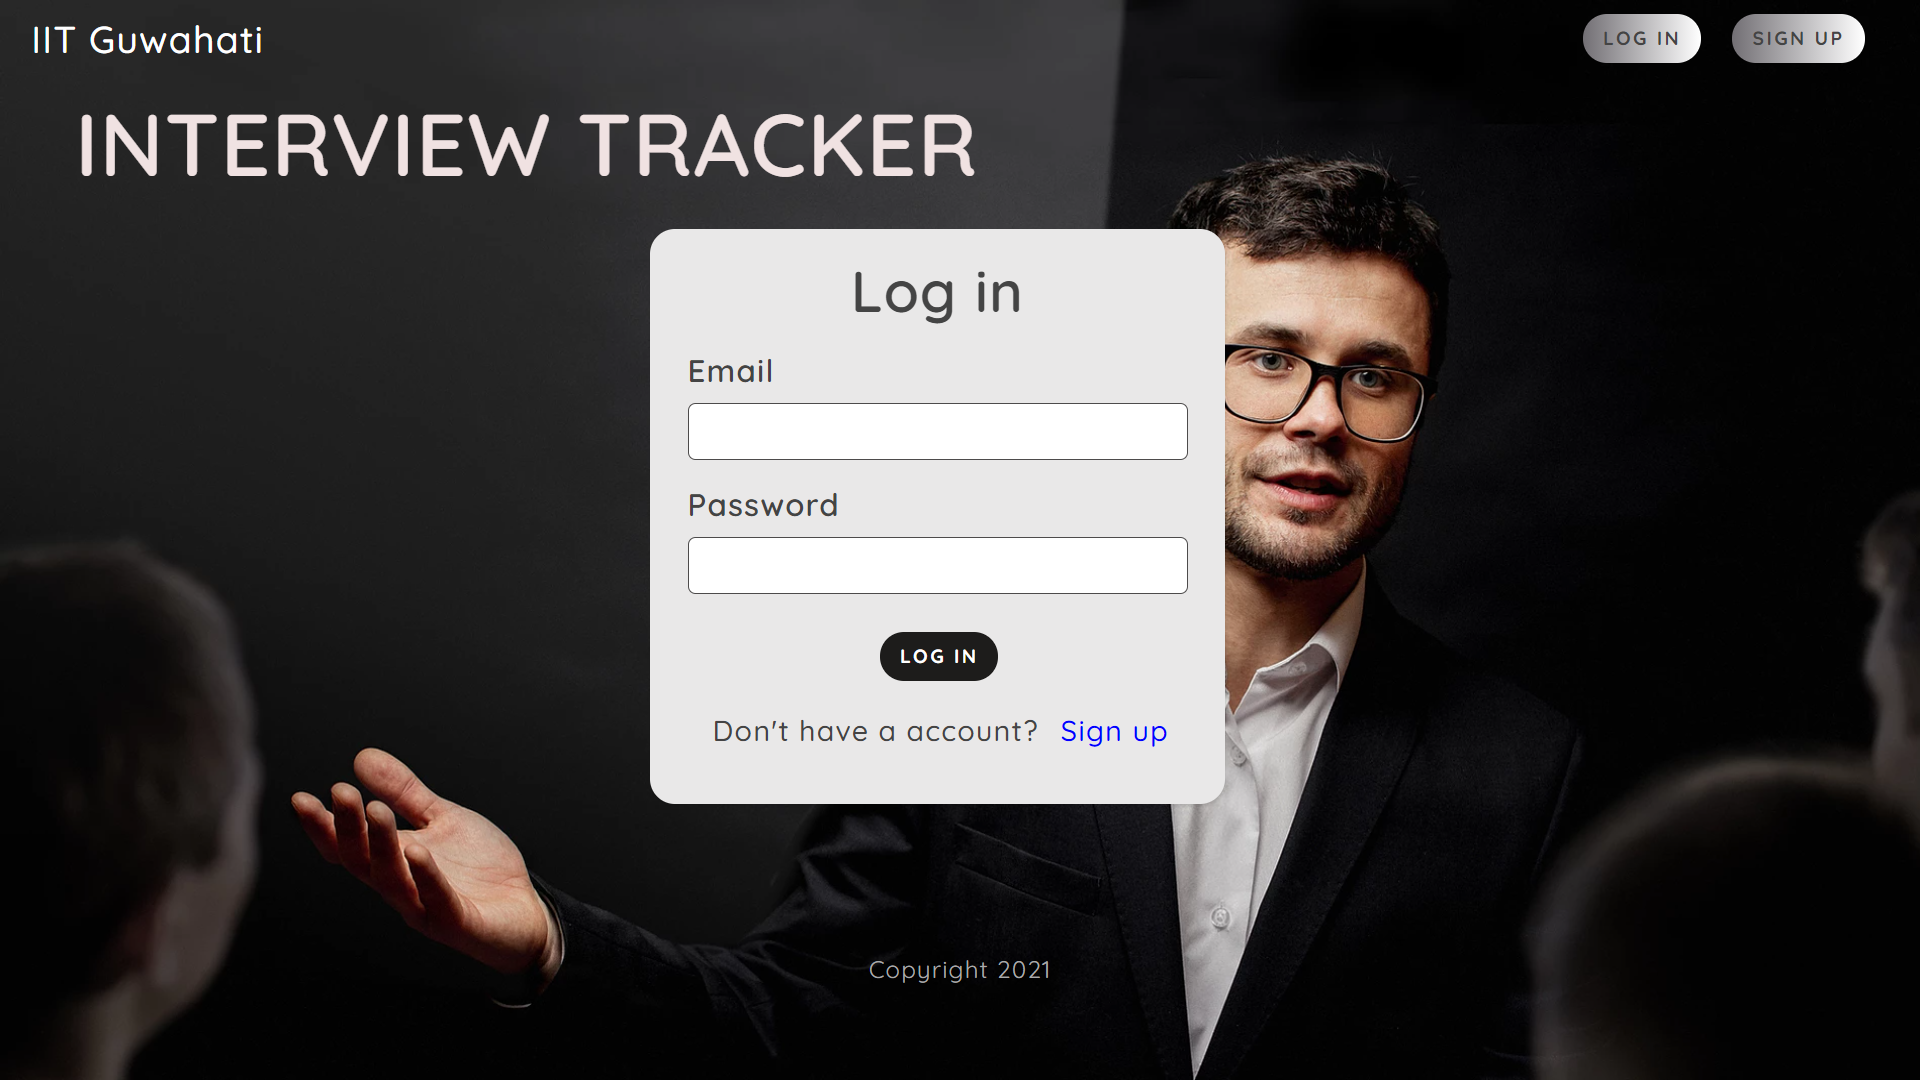 IIT Guwahati
LOG IN
SIGN UP
INTERVIEW TRACKER
Log in
Email
Password
LOG IN
Don't have a account? Sign up
Copyright 2021